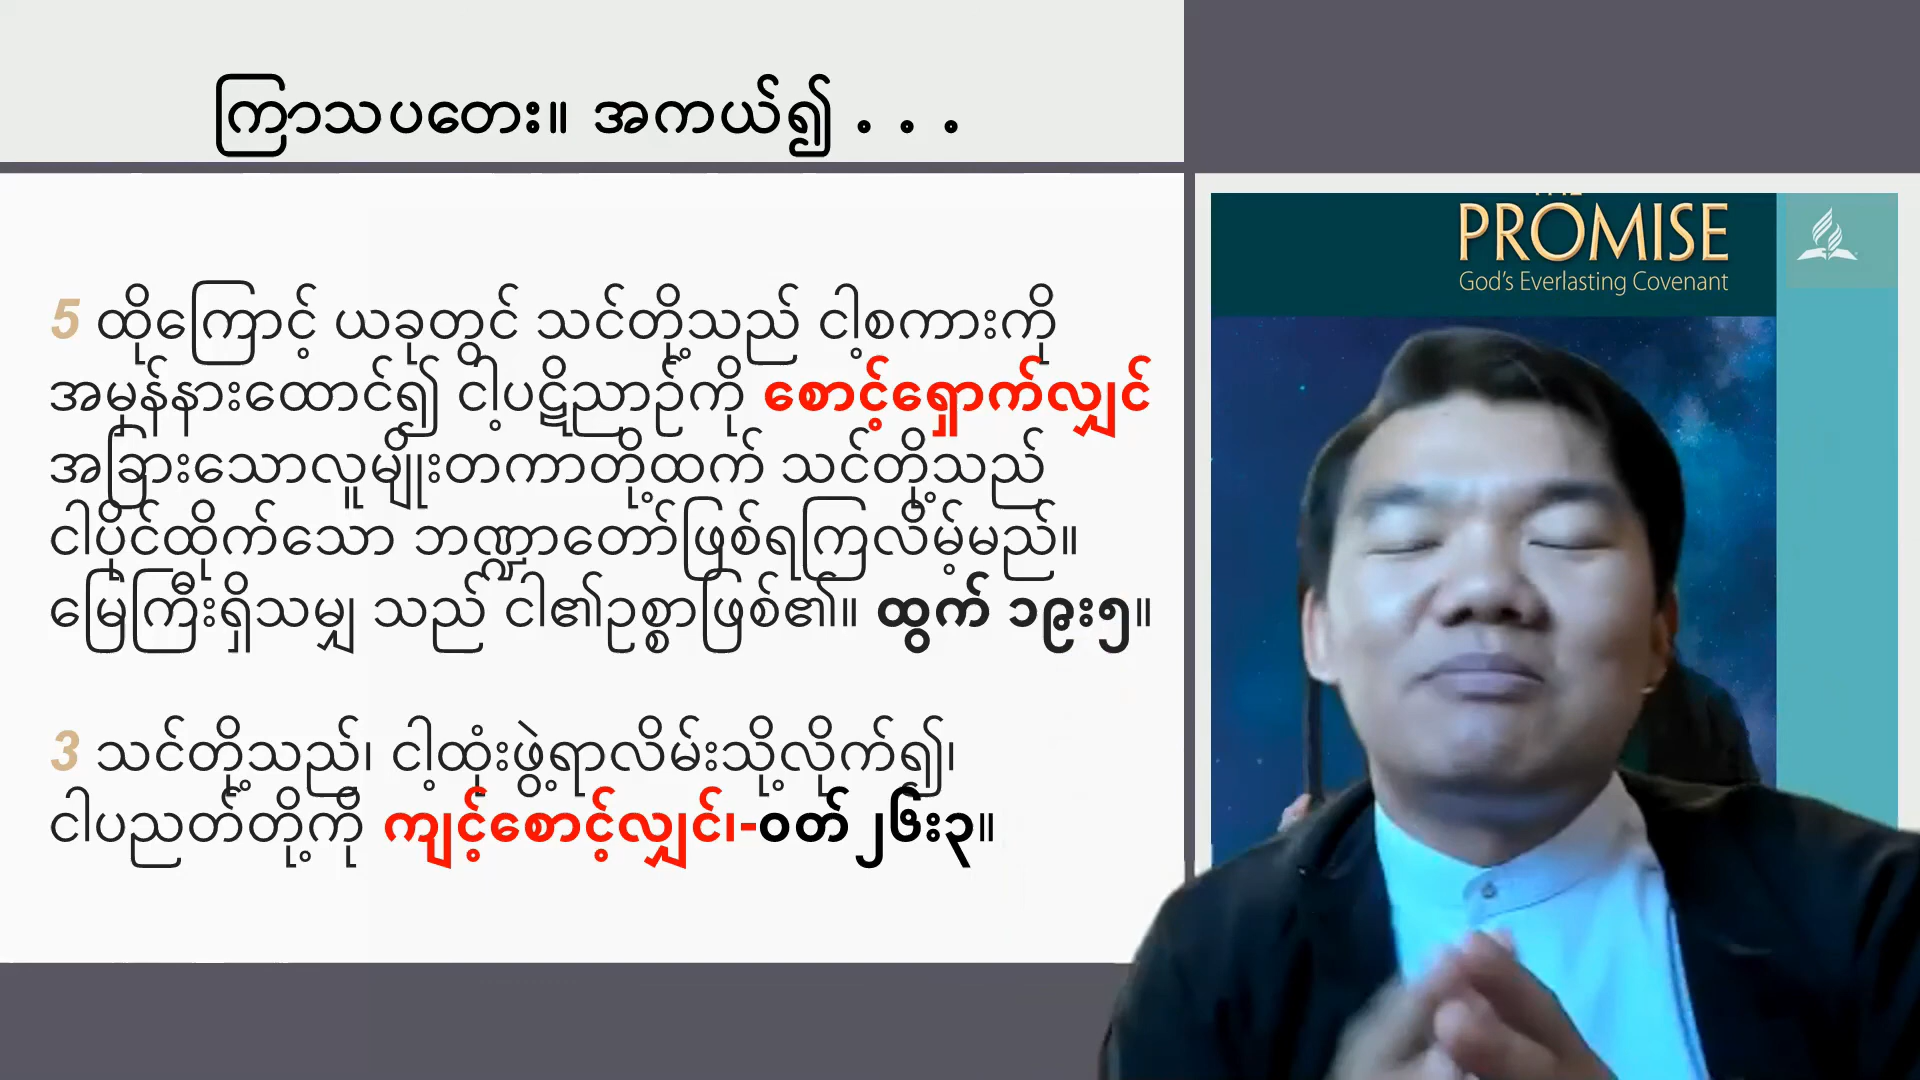 ကြာသပတေး။ အကယ်၍ . . .
5 ထို့ကြောင့် ယခုတွင် သင်တို့သည် ငါ့စကားကို
အမှန်နားထောင်၍ ငါ့ပဋိညာဉ်ကို စောင့်ရှောက်လျှင်
အခြားသောလူမျိုးတကာတို့ထက် သင်တို့သည်
ငါပိုင်ထိုက်သော ဘဏ္ဍာတော်ဖြစ်ရကြလိမ့်မည်။
မြေကြီးရှိသမျှ သည် ငါ၏ဥစ္စာဖြစ်၏။ ထွက် ၁၉း၅။
3 သင်တို့သည်၊ ငါ့ထုံးဖွဲ့ရာလမ်းသို့လိုက်၍၊
ငါပညတ်တို့ကို ကျင့်စောင့်လျှင်၊-ဝတ်၂၆း၃။
PROMISE
God's Everlasting Covenant